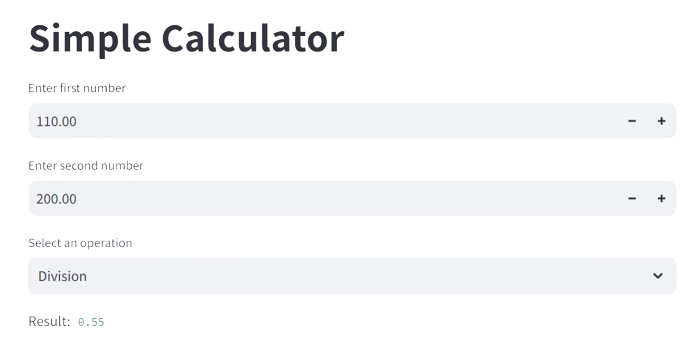 Simple Calculator
Enter first number
110.00
Enter second number
200.00
Select an operation
Division
Result: 0.55